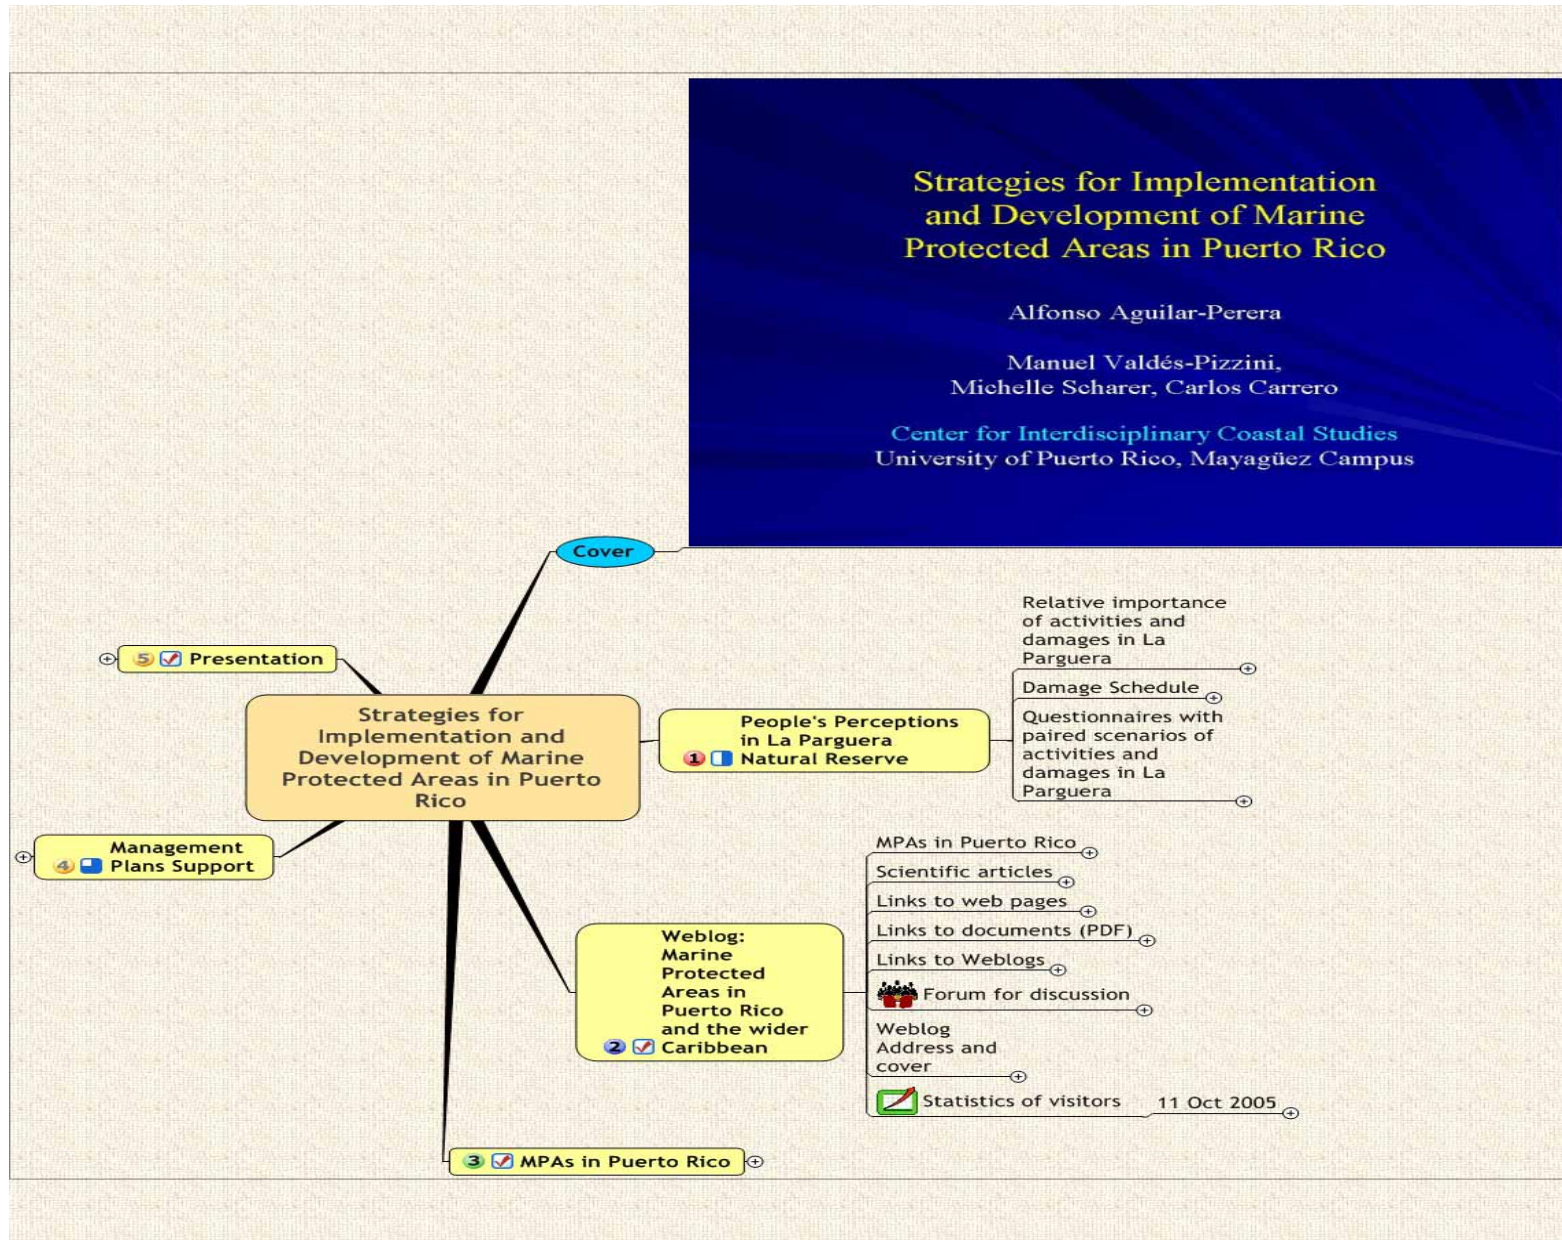 Strategies for Implementation
and Development of Marine
Protected Areas in Puerto Rico
Alfonso Aguilar-Perera
Manuel Valdés-Pizzini,
Michelle Scharer, Carlos Carrero
Center for Interdisciplinary Coastal Studies
University of Puerto Rico, Mayagüez Campus
Cover
5 Presentation
Strategies for
Implementation and
Development of Marine
Protected Areas in Puerto
Rico
4 Management
Plans Support
People's Perceptions
in La Parguera
1 Natural Reserve
Relative importance
of activities and
damages in La
Parguera
Damage Schedule
Questionnaires with
paired scenarios of
activities and
damages in La
Parguera
Weblog:
Marine
Protected
Areas in
Puerto Rico
and the wider
2 Caribbean
MPAs in Puerto Rico
Scientific articles
Links to web pages
Links to documents (PDF)
Links to Weblogs
Forum for discussion
Weblog
Address and
cover
Statistics of visitors 11 Oct 2005
3 MPAs in Puerto Rico